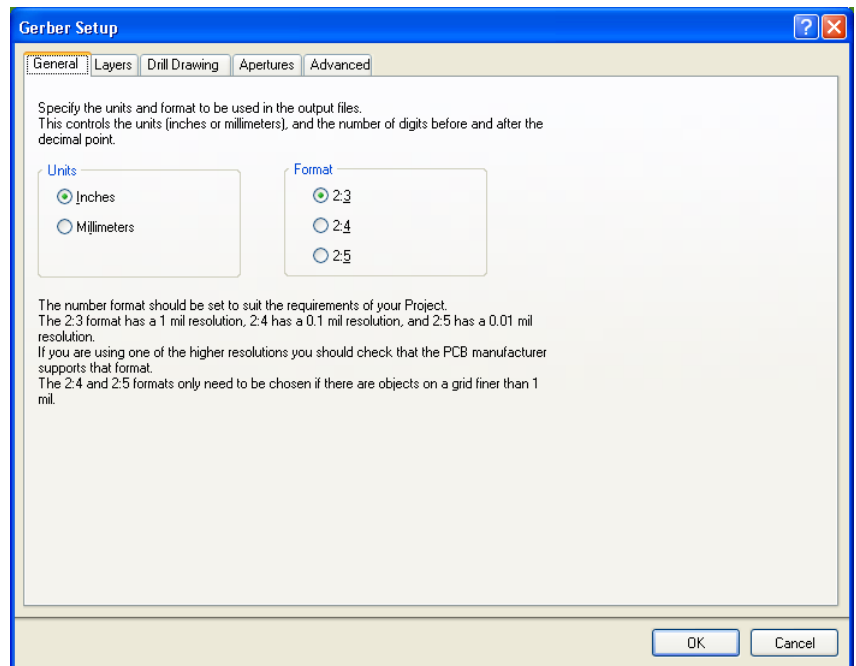 Gerber Setup
General Layers Drill Drawing Apertures Advanced
Specify the units and format to be used in the output files.
This controls the units (inches or millimeters), and the number of digits before and after the
decimal point.
Units
Inches
Millimeters
Format
2:3
2:4
2:5
The number format should be set to suit the requirements of your Project.
The 2:3 format has a 1 mil resolution, 2:4 has a 0.1 mil resolution, and 2:5 has a 0.01 mil
resolution.
If you are using one of the higher resolutions you should check that the PCB manufacturer
supports that format.
The 2:4 and 2:5 formats only need to be chosen if there are objects on a grid finer than 1
mil.
OK Cancel